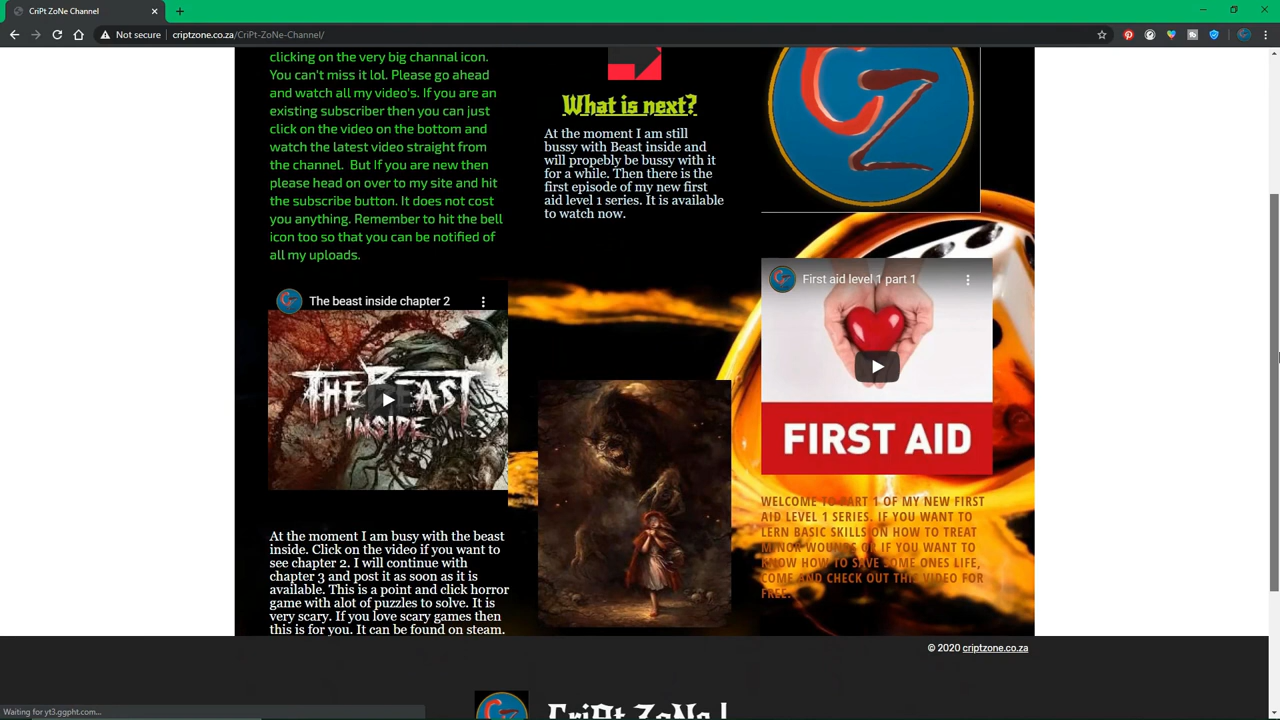 CriPt ZoNe Channel
Not secure
criptzone.co.za/CriPt-ZoNe-Channel/
clicking on the very big channal icon.
You can't miss it lol. Please go ahead
and watch all my video's. If you are an
existing subscriber then you can just
click on the video on the bottom and
watch the latest video straight from
the channel. But If you are new then
please head on over to my site and hit
the subscribe button. It does not cost
you anything. Remember to hit the bell
icon too so that you can be notified of
all my uploads.
What is next?
At the moment I am still
bussy with Beast inside and
will propebly be bussy with it
for a while. Then there is the
first episode of my new first
aid level 1 series. It is available
to watch now.
CZ
The beast inside chapter 2
THE BEAST
INSIDE
At the moment I am busy with the beast
inside. Click on the video if you want to
see chapter 2. I will continue with
chapter 3 and post it as soon as it is
available. This is a point and click horror
game with alot of puzzles to solve. It is
very scary. If you love scary games then
this is for you. It can be found on steam.
First aid level 1 part 1
FIRST AID
WELCOME TO PART 1 OF MY NEW FIRST
AID LEVEL 1 SERIES. IF YOU WANT TO
LERN BASIC SKILLS ON HOW TO TREAT
MINOR WOUNDS OR IF YOU WANT TO
KNOW HOW TO SAVE SOME ONES LIFE,
COME AND CHECK OUT THIS VIDEO FOR
FREE.
© 2020 criptzone.co.za
CriPt ZoNe |
Waiting for yt3.ggpht.com...